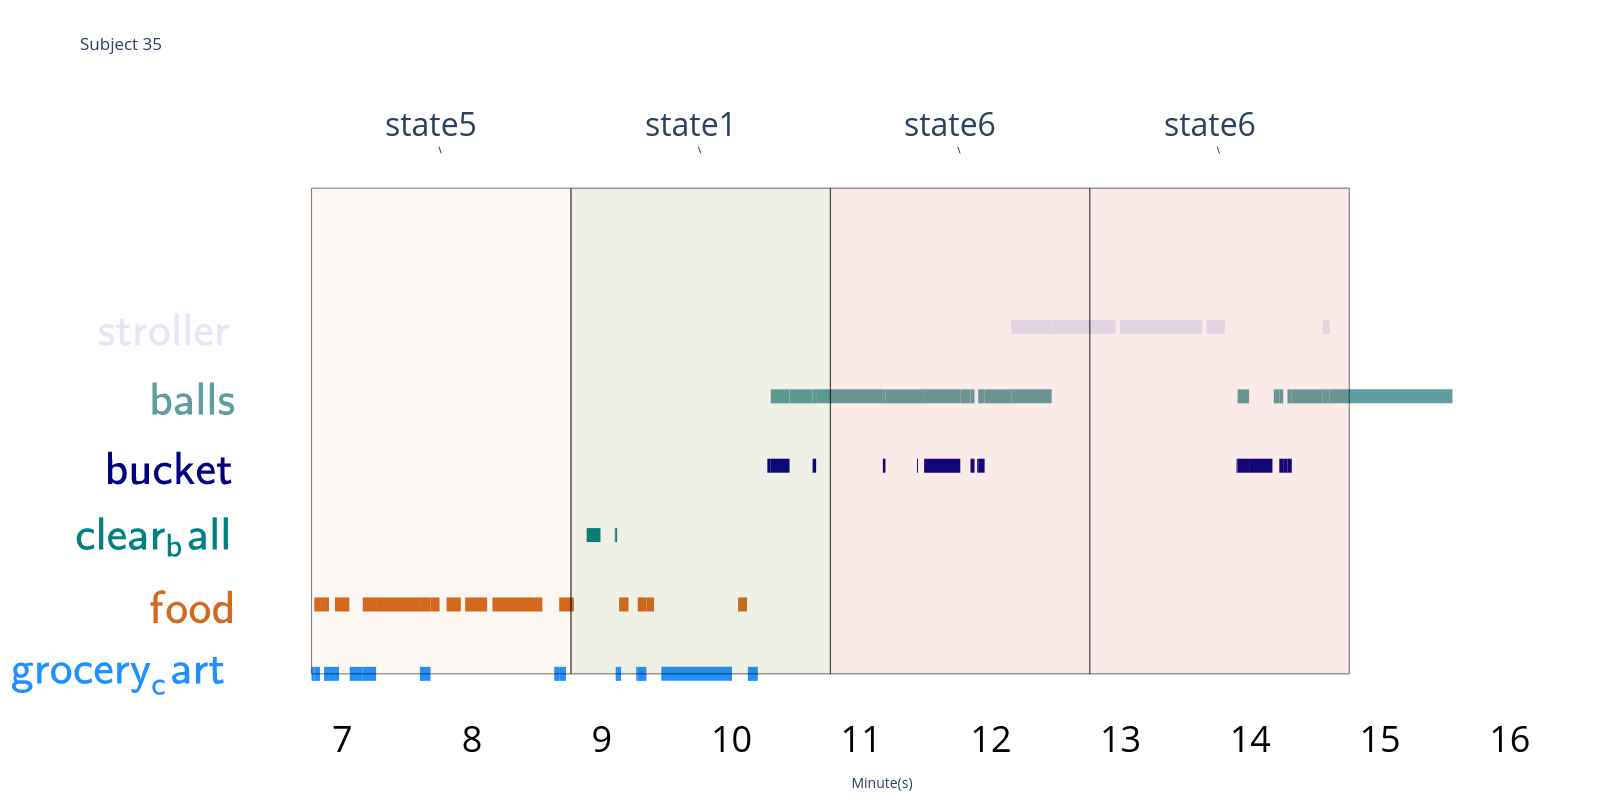 Subject 35
state5 state1 state6 state6
stroller
balls
bucket
clear_ball
food
grocery_cart
7 8 9 10 11 12 13 14 15 16
Minute(s)